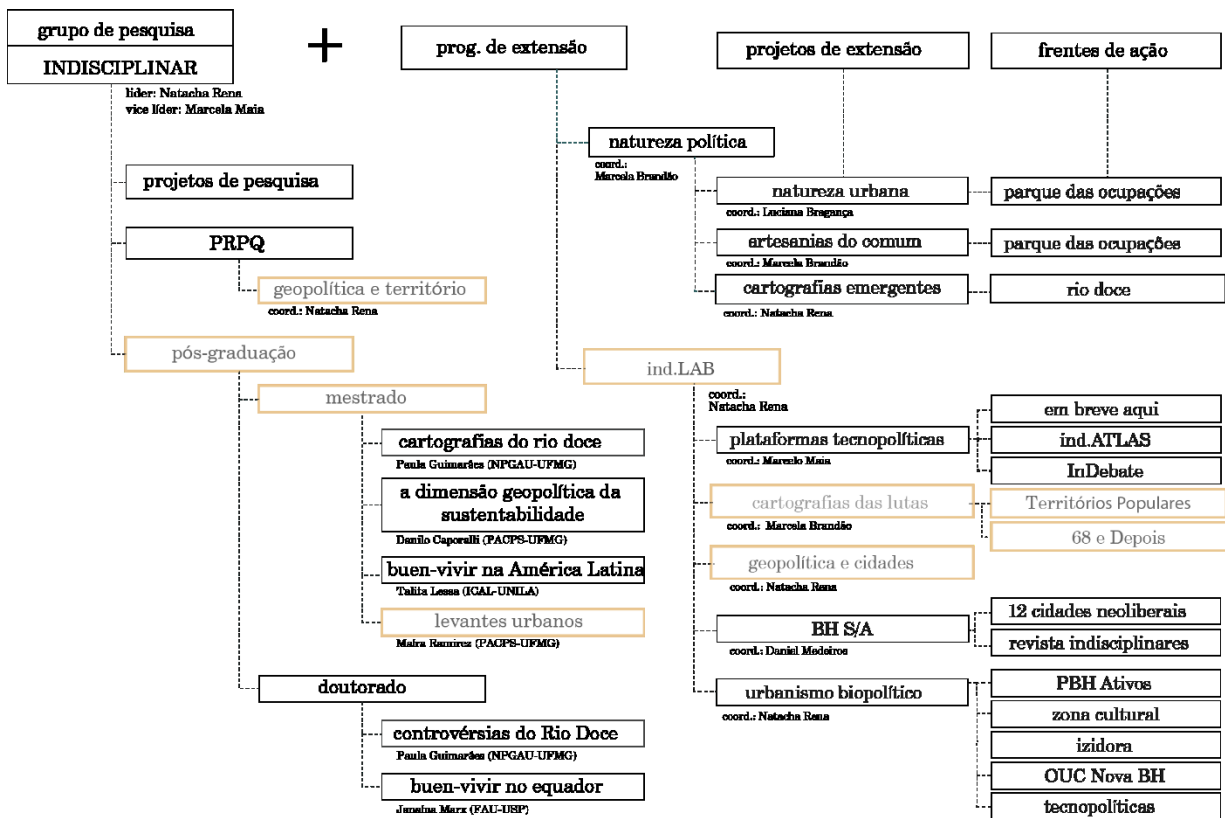 grupo de pesquisa
INDISCIPLINAR
líder: Natacha Rena
vice líder: Marcela Maia
+
prog. de extensão
projetos de extensão
frentes de ação
projetos de pesquisa
PRPQ
geopolítica e território
coord.: Natacha Rena
pós-graduação
mestrado
cartografias do rio doce
Paula Guimarães (NPGAU-UFMG)
a dimensão geopolítica da
sustentabilidade
Danilo Caporalli (PACPS-UFMG)
buen-vivir na América Latina
Talita Lessa (ICAL-UNILA)
levantes urbanos
Maíra Ramirez (PACPS-UFMG)
doutorado
controvérsias do Rio Doce
Paula Guimarães (NPGAU-UFMG)
buen-vivir no equador
Janaína Marx (FAU-USP)
natureza política
coord.:
Marcela Brandão
natureza urbana
coord.: Luciana Bragança
parque das ocupações
artesanias do comum
coord.: Marcela Brandão
parque das ocupações
cartografias emergentes
coord.: Natacha Rena
rio doce
ind.LAB
coord.:
Natacha Rena
plataformas tecnopolíticas
coord.: Marcelo Maia
em breve aqui
ind.ATLAS
InDebate
cartografias das lutas
coord.: Marcela Brandão
Territórios Populares
68 e Depois
geopolítica e cidades
coord.: Natacha Rena
BH S/A
coord.: Daniel Medeiros
12 cidades neoliberais
revista indisciplinares
urbanismo biopolítico
coord.: Natacha Rena
PBH Ativos
zona cultural
izidora
OUC Nova BH
tecnopolíticas